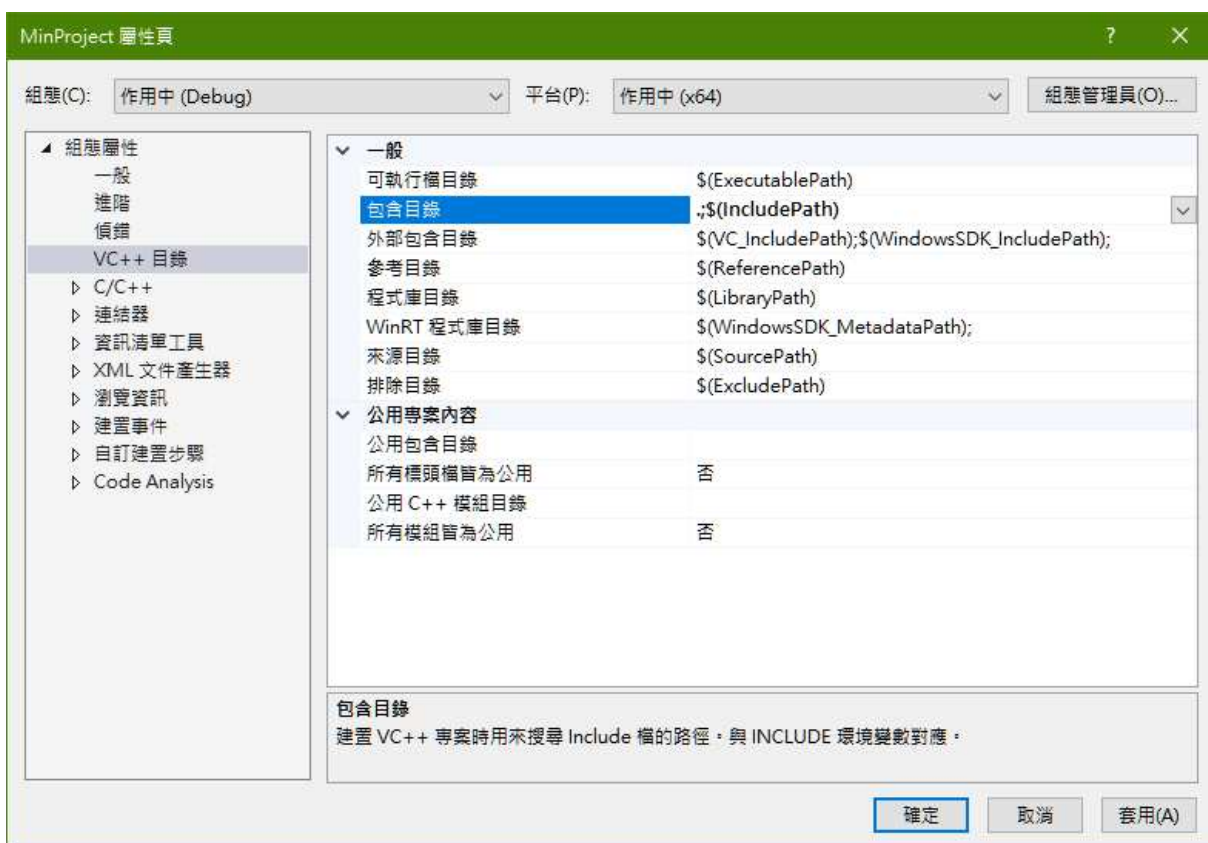 MinProject 屬性頁 ? ×
組態(C): 作用中 (Debug) 平台(P): 作用中 (x64) 組態管理員(O)...
組態屬性
一般
進階
偵錯
VC++ 目錄
C/C++
連結器
資訊清單工具
XML 文件產生器
瀏覽資訊
建置事件
自訂建置步驟
Code Analysis
一般
可執行檔目錄 $(ExecutablePath)
包含目錄 .;$(IncludePath)
外部包含目錄 $(VC_IncludePath);$(WindowsSDK_IncludePath);
參考目錄 $(ReferencePath)
程式庫目錄 $(LibraryPath)
WinRT 程式庫目錄 $(WindowsSDK_MetadataPath);
來源目錄 $(SourcePath)
排除目錄 $(ExcludePath)
公用專案內容
公用包含目錄
所有標頭檔皆為公用 否
公用 C++ 模組目錄
所有模組皆為公用 否
包含目錄
建置 VC++ 專案時用來搜尋 Include 檔的路徑。與 INCLUDE 環境變數對應。
確定 取消 套用(A)